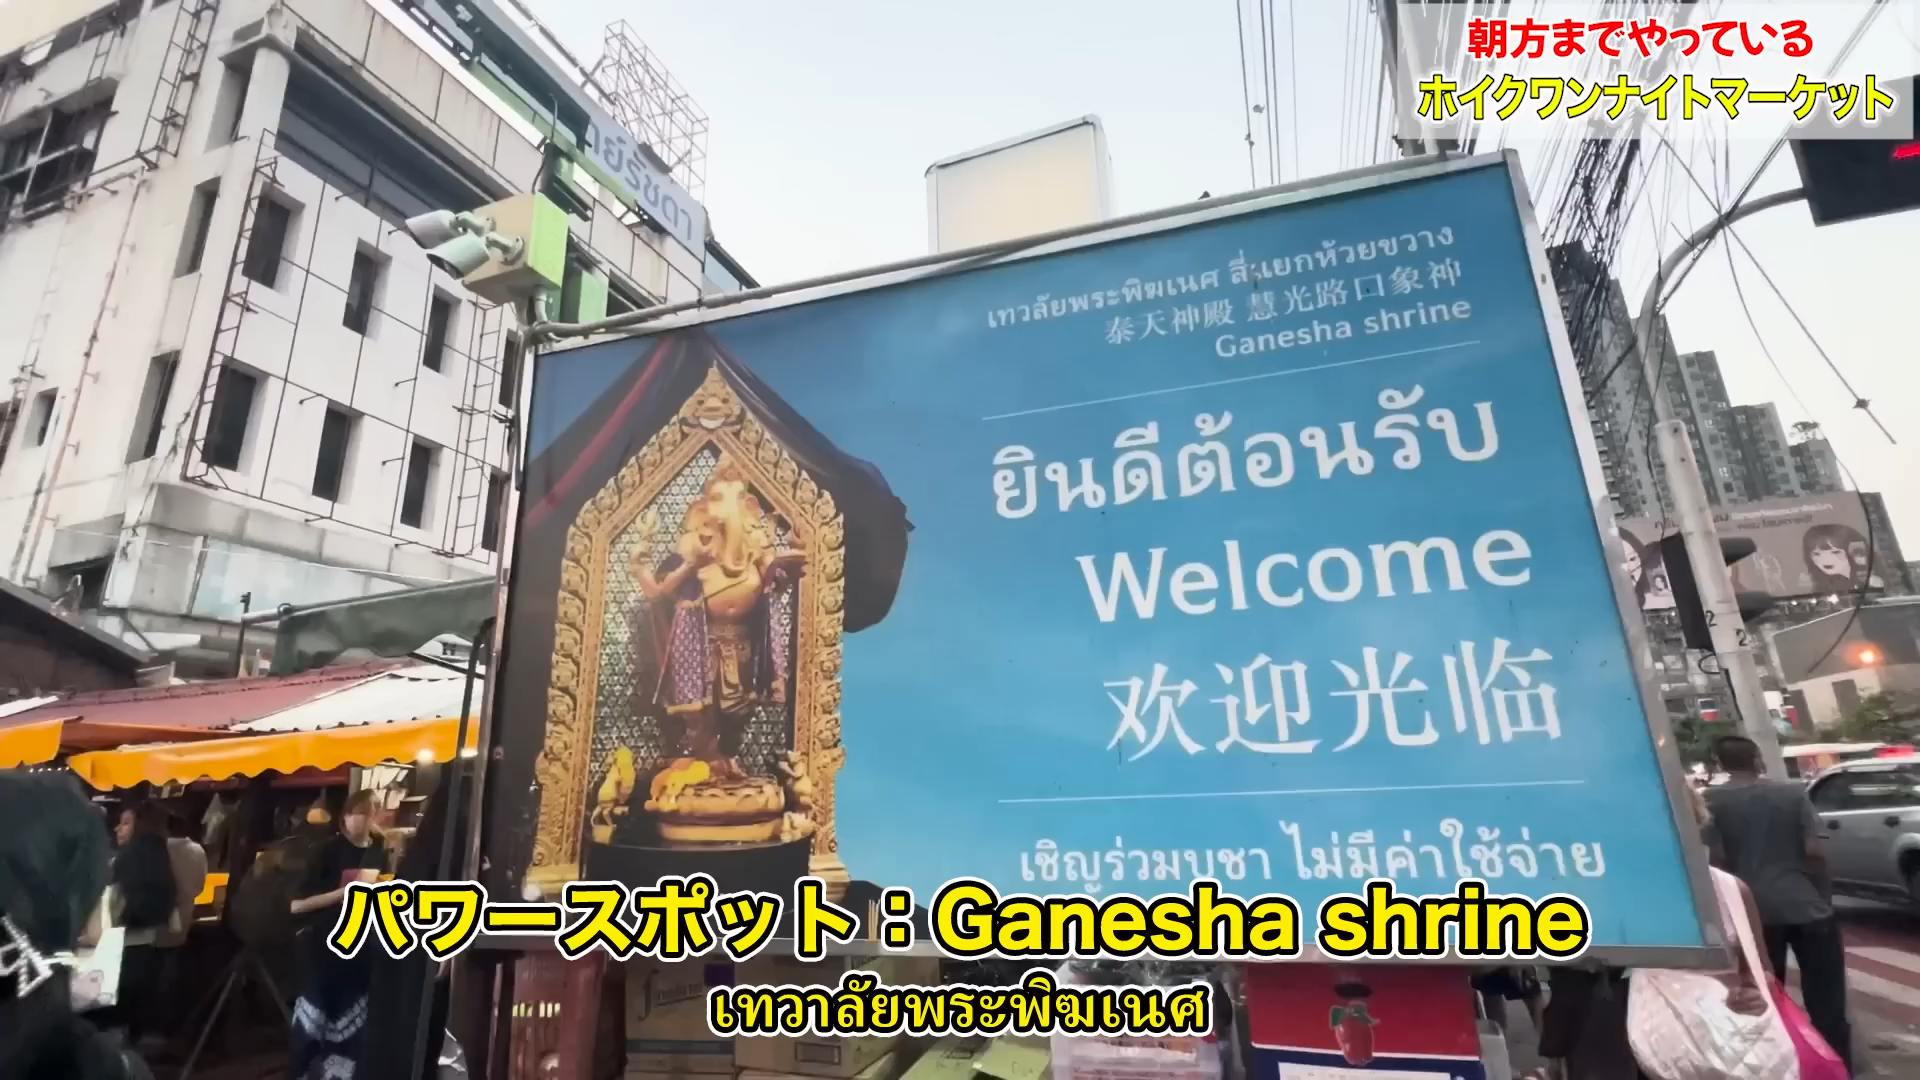 朝方までやっている
ホイクワンナイトマーケット
ย์รัชดา
เทวลัยพระพิฆเนศ สี่แยกห้วยขวาง
泰天神殿 慧光路口象神
Ganesha shrine
ยินดีต้อนรับ
Welcome
欢迎光临
เชิญร่วมบูชา ไม่มีค่าใช้จ่าย
パワースポット：Ganesha shrine
เทวาลัยพระพิฆเนศ